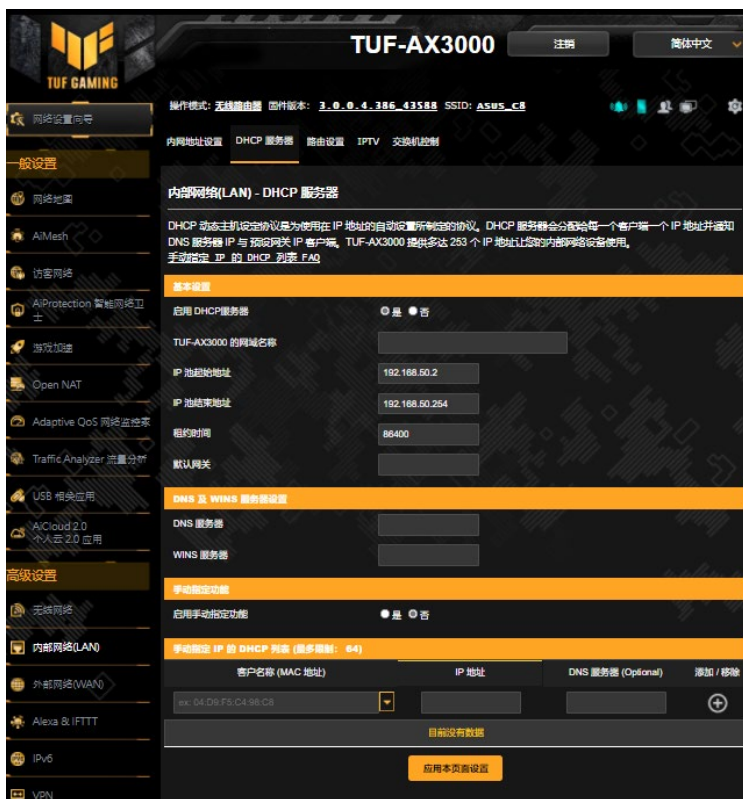 TUF-AX3000
注销
简体中文
TUF GAMING
操作模式: 无线路由器 固件版本: 3.0.0.4.386_43588 SSID: ASUS_C8
网络设置向导
内网地址设置 DHCP 服务器 路由设置 IPTV 交换机控制
一般设置
网络地图
AiMesh
访客网络
AiProtection 智能网络卫士
游戏加速
Open NAT
Adaptive QoS 网络监控家
Traffic Analyzer 流量分析
USB 相关应用
AiCloud 2.0
个人云 2.0 应用
高级设置
无线网络
内部网络(LAN)
外部网络(WAN)
Alexa & IFTTT
IPv6
VPN
内部网络(LAN) - DHCP 服务器
DHCP 动态主机设定协议是为使用在 IP 地址的自动设置所制定的协议。DHCP 服务器会分配给每一个客户端一个 IP 地址并通知
DNS 服务器 IP 与 预设网关 IP 客户端。TUF-AX3000 提供多达 253 个 IP 地址让您的内部网络设备使用。
手动指定 IP 的 DHCP 列表 FAQ
基本设置
启用 DHCP服务器 是 否
TUF-AX3000 的网域名称
IP 池起始地址 192.168.50.2
IP 池结束地址 192.168.50.254
租约时间 86400
默认网关
DNS 及 WINS 服务器设置
DNS 服务器
WINS 服务器
手动指定功能
启用手动指定功能 是 否
手动指定 IP 的 DHCP 列表 (最多限制: 64)
客户名称 (MAC 地址) IP 地址 DNS 服务器 (Optional) 添加 / 移除
ex: 04:D9:F5:C4:98:C8
目前没有数据
应用本页面设置